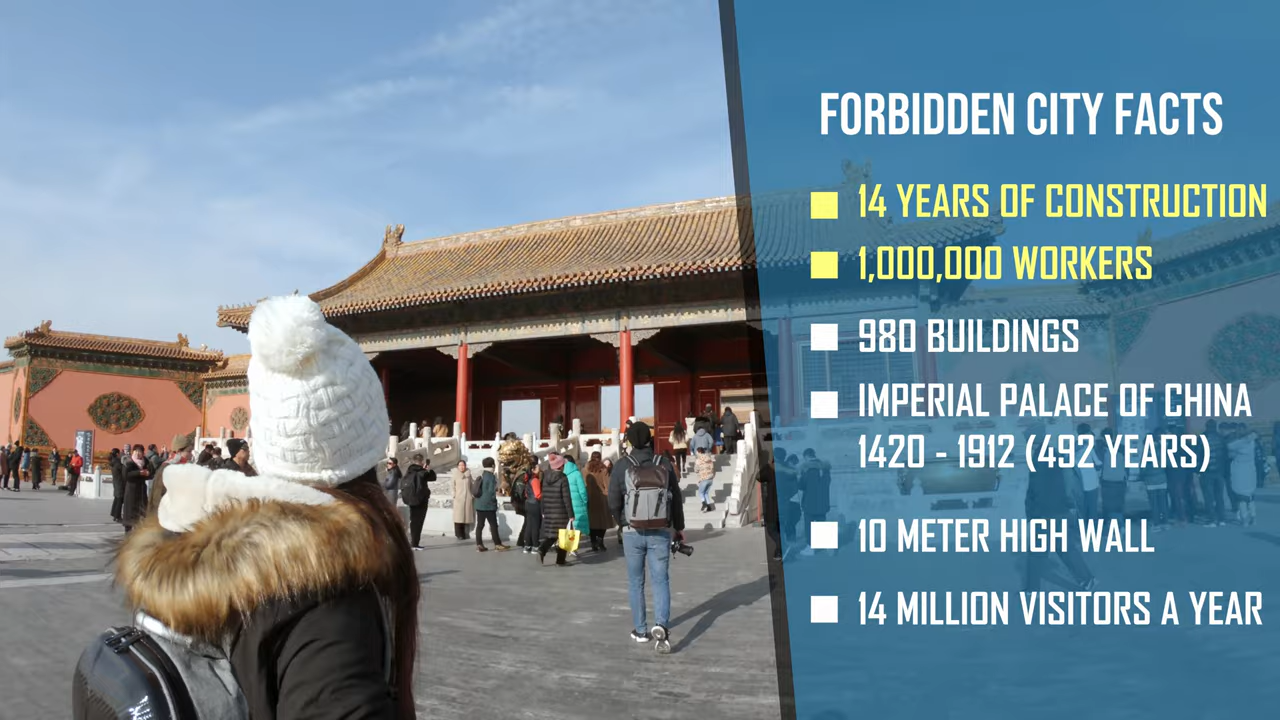 FORBIDDEN CITY FACTS
14 YEARS OF CONSTRUCTION
1,000,000 WORKERS
980 BUILDINGS
IMPERIAL PALACE OF CHINA
1420 - 1912 (492 YEARS)
10 METER HIGH WALL
14 MILLION VISITORS A YEAR